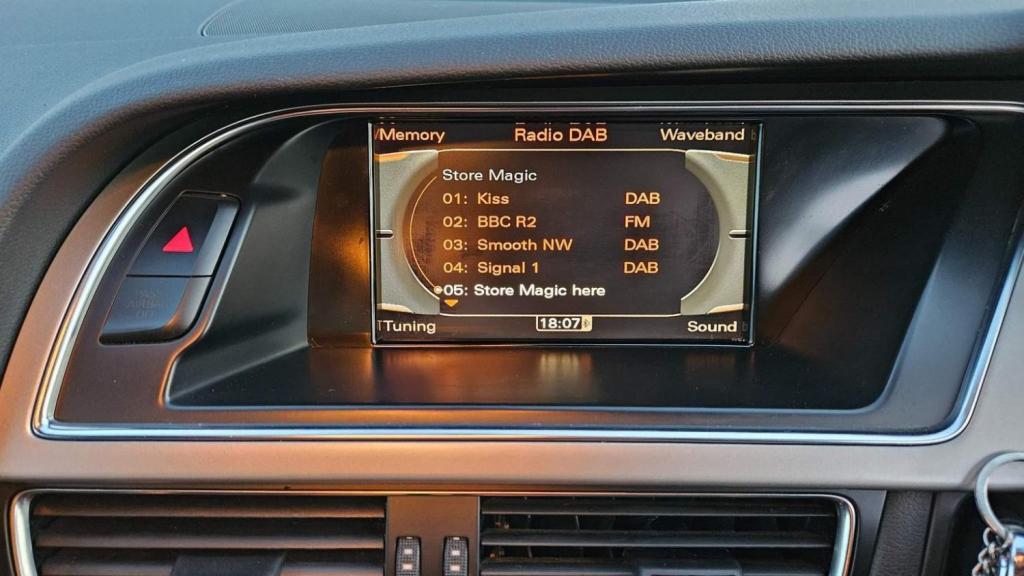 Memory Radio DAB Waveband
Store Magic
01: Kiss DAB
02: BBC R2 FM
03: Smooth NW DAB
04: Signal 1 DAB
05: Store Magic here
Tuning 18:07 Sound